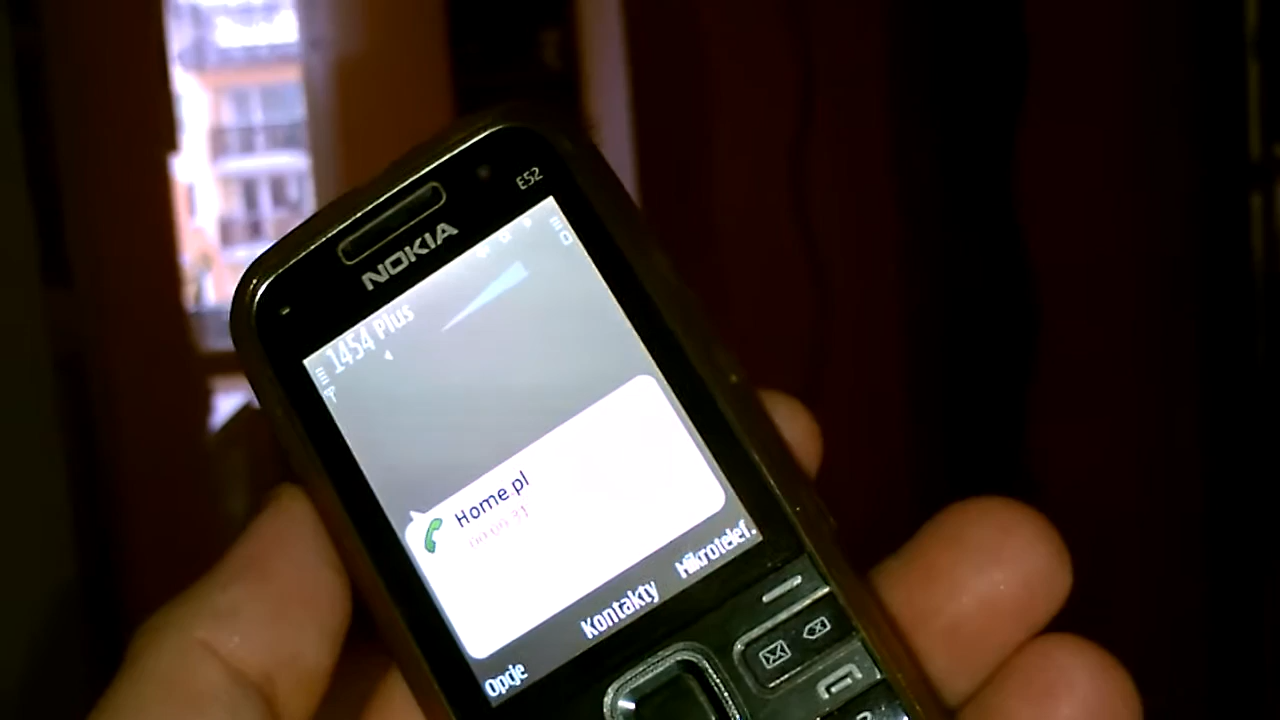 E52
NOKIA
1454 Plus
Home.pl
Opcje
Kontakty
Mikrotelef.